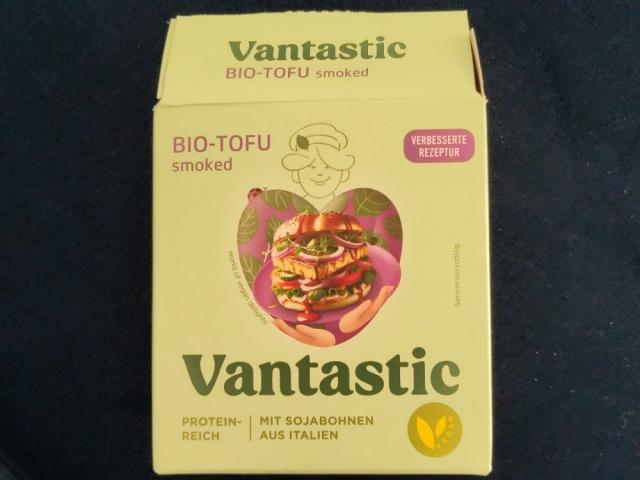 Vantastic
BIO-TOFU smoked
BIO-TOFU
smoked
VERBESSERTE
REZEPTUR
world of vegan delights
Serviervorschlag
Vantastic
PROTEIN-
REICH
MIT SOJABOHNEN
AUS ITALIEN
VEGAN